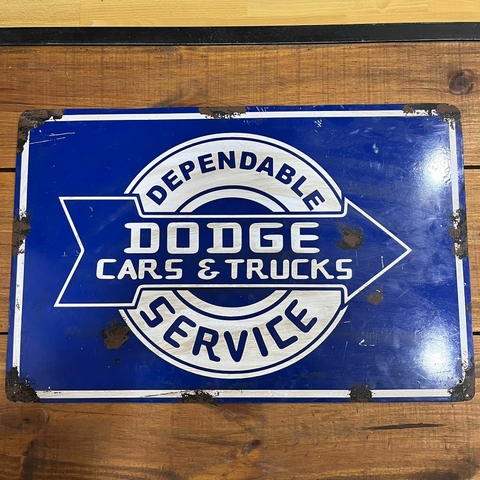 DEPENDABLE
DODGE
CARS & TRUCKS
SERVICE